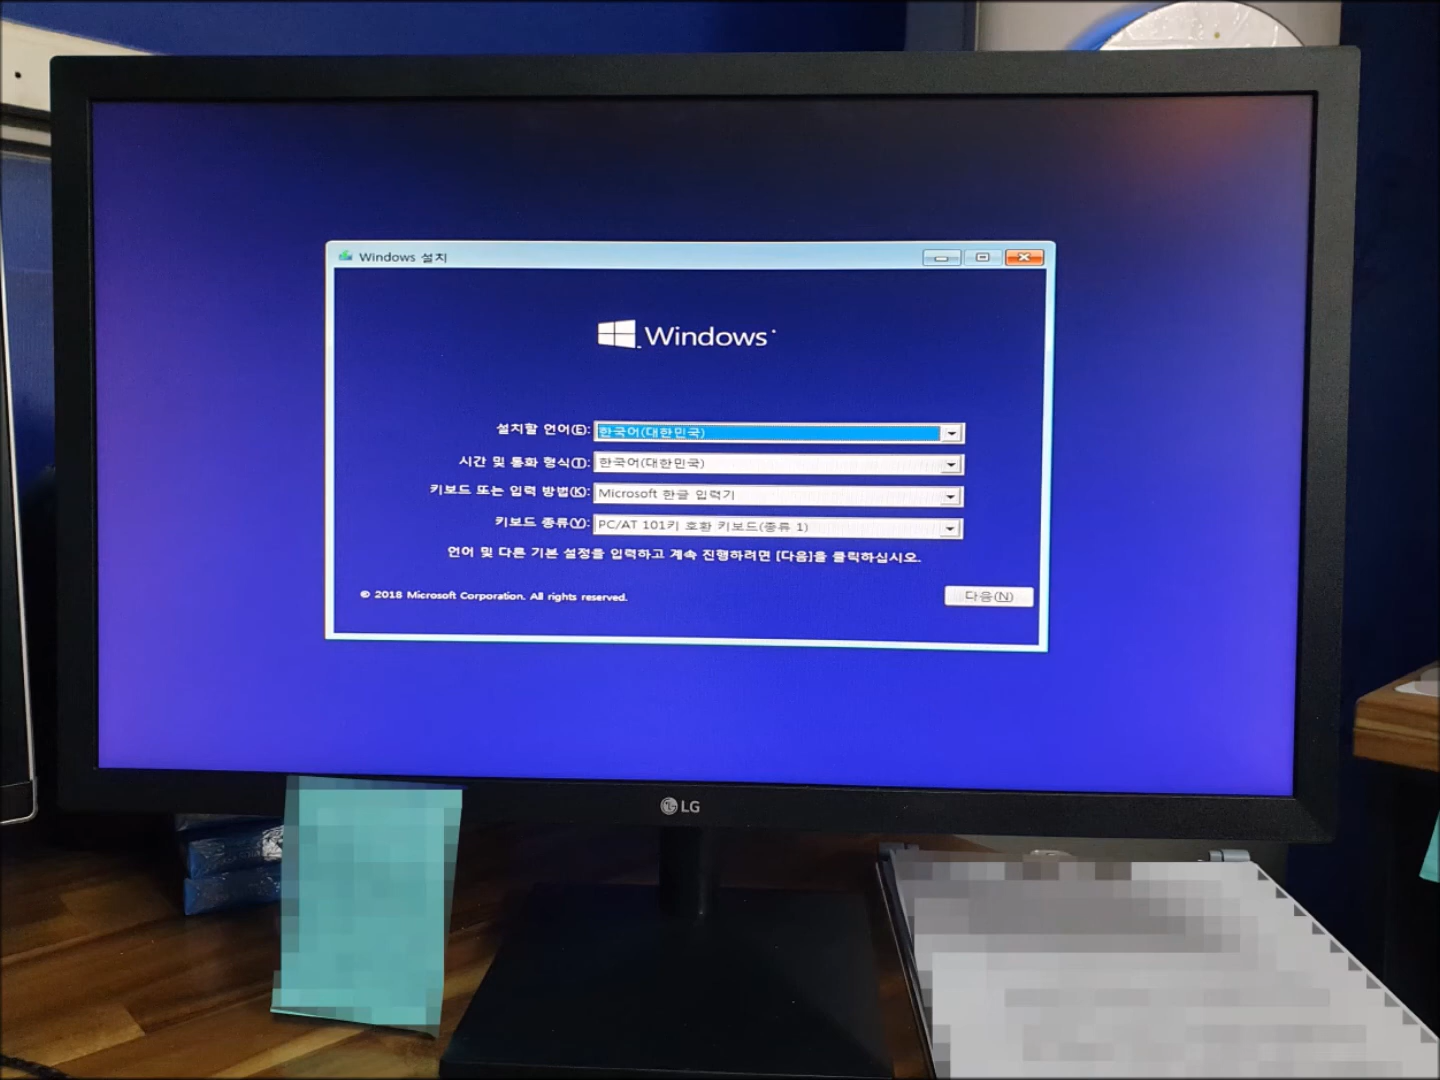 Windows 설치
Windows
설치할 언어(E): 한국어(대한민국)
시간 및 통화 형식(T): 한국어(대한민국)
키보드 또는 입력 방법(K): Microsoft 한글 입력기
키보드 종류(Y): PC/AT 101키 호환 키보드(종류 1)
언어 및 다른 기본 설정을 입력하고 계속 진행하려면 [다음]를 클릭하십시오.
© 2018 Microsoft Corporation. All rights reserved.
다음(N)
LG